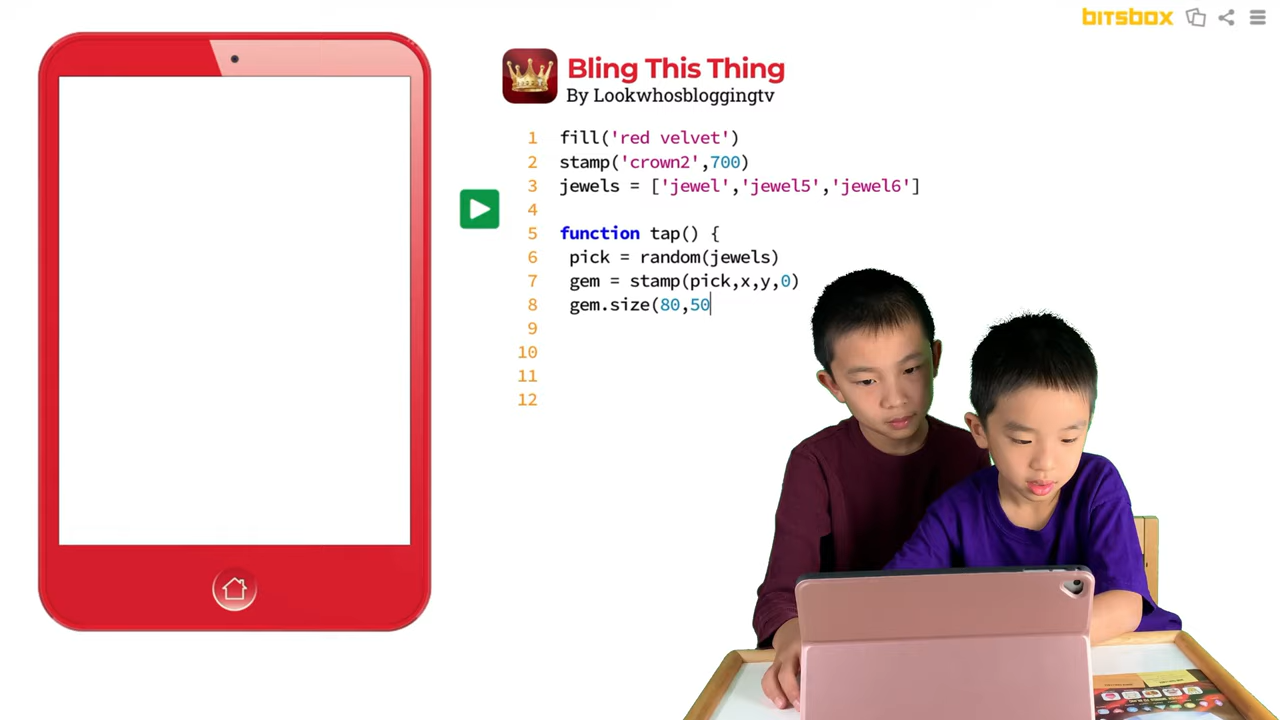 bitsbox
Bling This Thing
By Lookwhosbloggingtv
1 fill('red velvet')
2 stamp('crown2',700)
3 jewels = ['jewel','jewel5','jewel6']
4
5 function tap() {
6 pick = random(jewels)
7 gem = stamp(pick,x,y,0)
8 gem.size(80,50
9
10
11
12